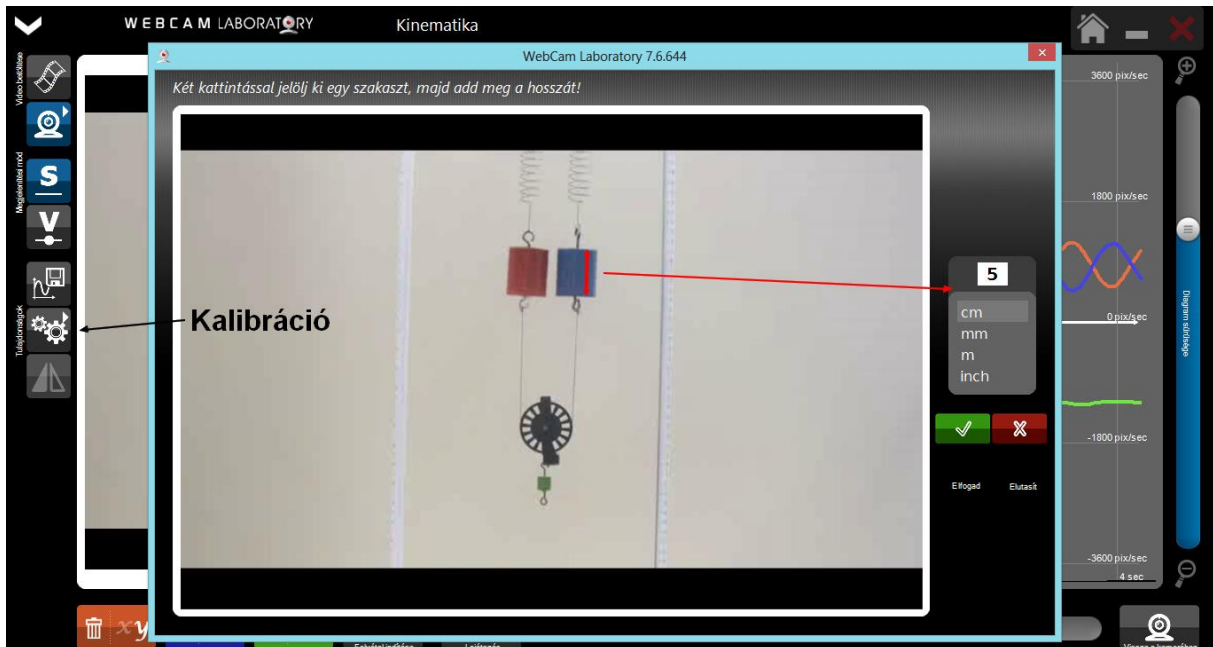 WEBCAM LABORATORY
Kinematika
WebCam Laboratory 7.6.644
Két kattintással jelölj ki egy szakaszt, majd add meg a hosszát!
Video betöltése
Megjelenítési mód
S
V
Tulajdonságok
Kalibráció
5
cm
mm
m
inch
Elfogad
Elutasít
3600 pix/sec
1800 pix/sec
0 pix/sec
-1800 pix/sec
-3600 pix/sec
4 sec
Diagram sűrűsége
xy